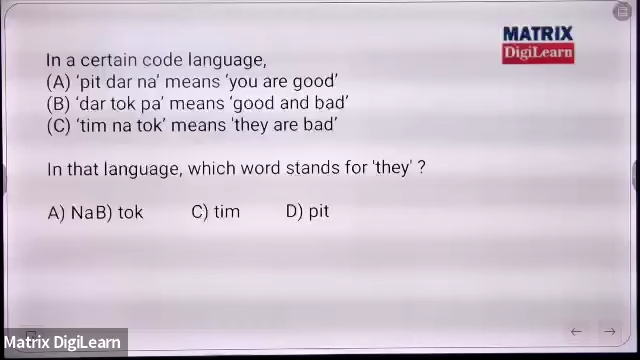 MATRIX
DigiLearn
In a certain code language,
(A) ‘pit dar na’ means ‘you are good’
(B) ‘dar tok pa’ means ‘good and bad’
(C) ‘tim na tok’ means 'they are bad’
In that language, which word stands for 'they' ?
A) NaB) tok C) tim D) pit
Matrix DigiLearn